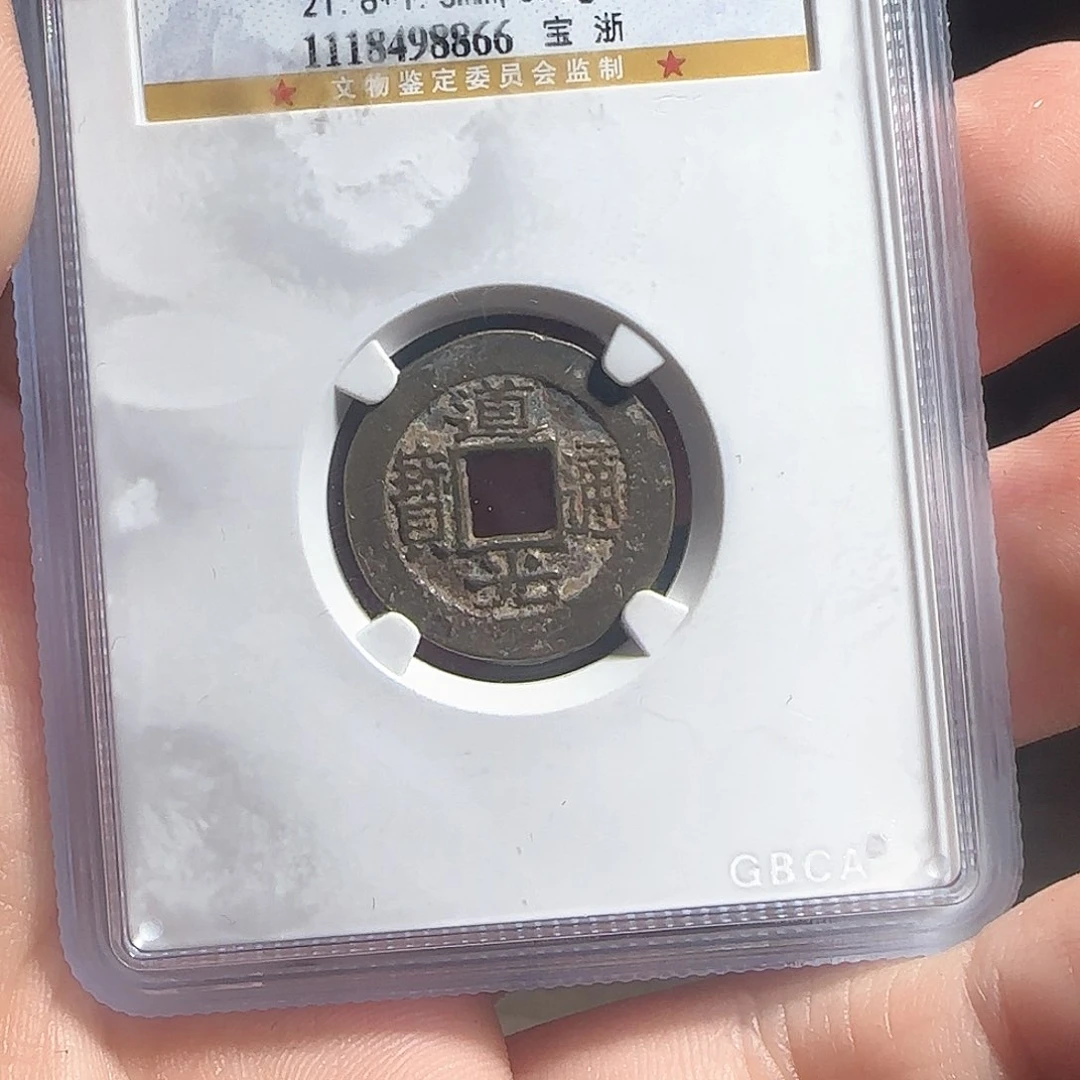 1118498866 宝 浙
文物鉴定委员会监制
道
寶 通
光
GBCA